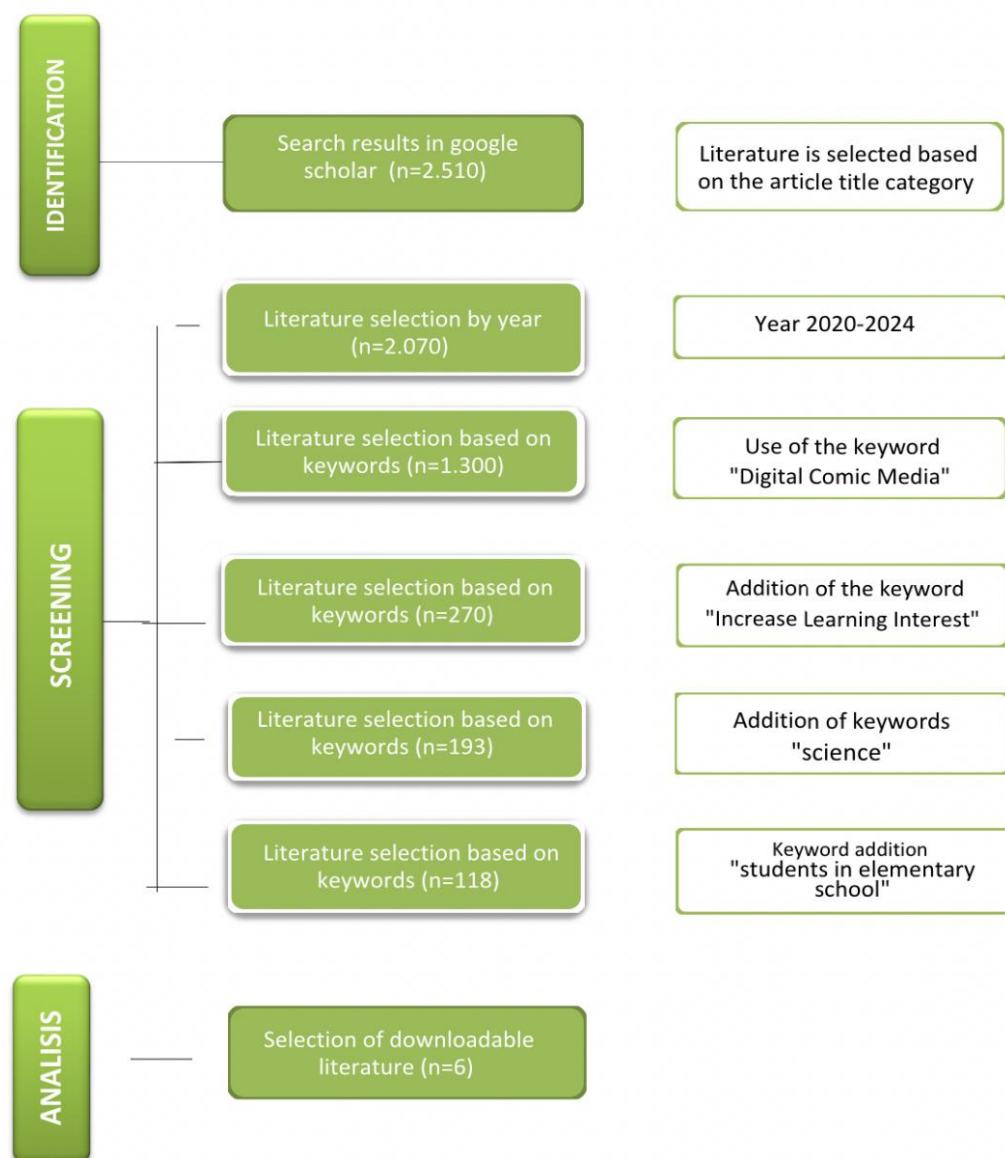 IDENTIFICATION
Search results in google
scholar (n=2.510)
Literature is selected based
on the article title category
Literature selection by year
(n=2.070)
Year 2020-2024
SCREENING
Literature selection based on
keywords (n=1.300)
Use of the keyword
"Digital Comic Media"
Literature selection based on
keywords (n=270)
Addition of the keyword
"Increase Learning Interest"
Literature selection based on
keywords (n=193)
Addition of keywords
"science"
Literature selection based on
keywords (n=118)
Keyword addition
"students in elementary
school"
ANALISIS
Selection of downloadable
literature (n=6)